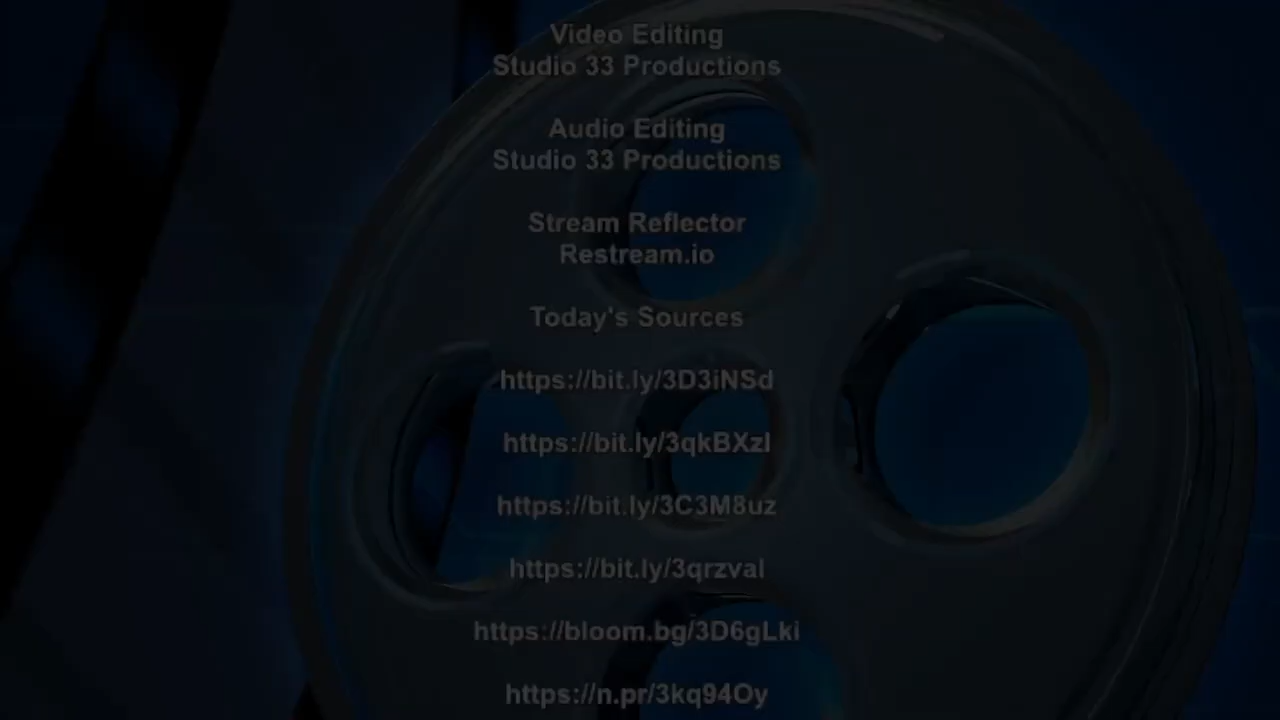 Video Editing
Studio 33 Productions
Audio Editing
Studio 33 Productions
Stream Reflector
Restream.io
Today's Sources
https://bit.ly/3D3iNSd
https://bit.ly/3qkBXzl
https://bit.ly/3C3M8uz
https://bit.ly/3qrzval
https://bloom.bg/3D6gLki
https://n.pr/3kq94Oy